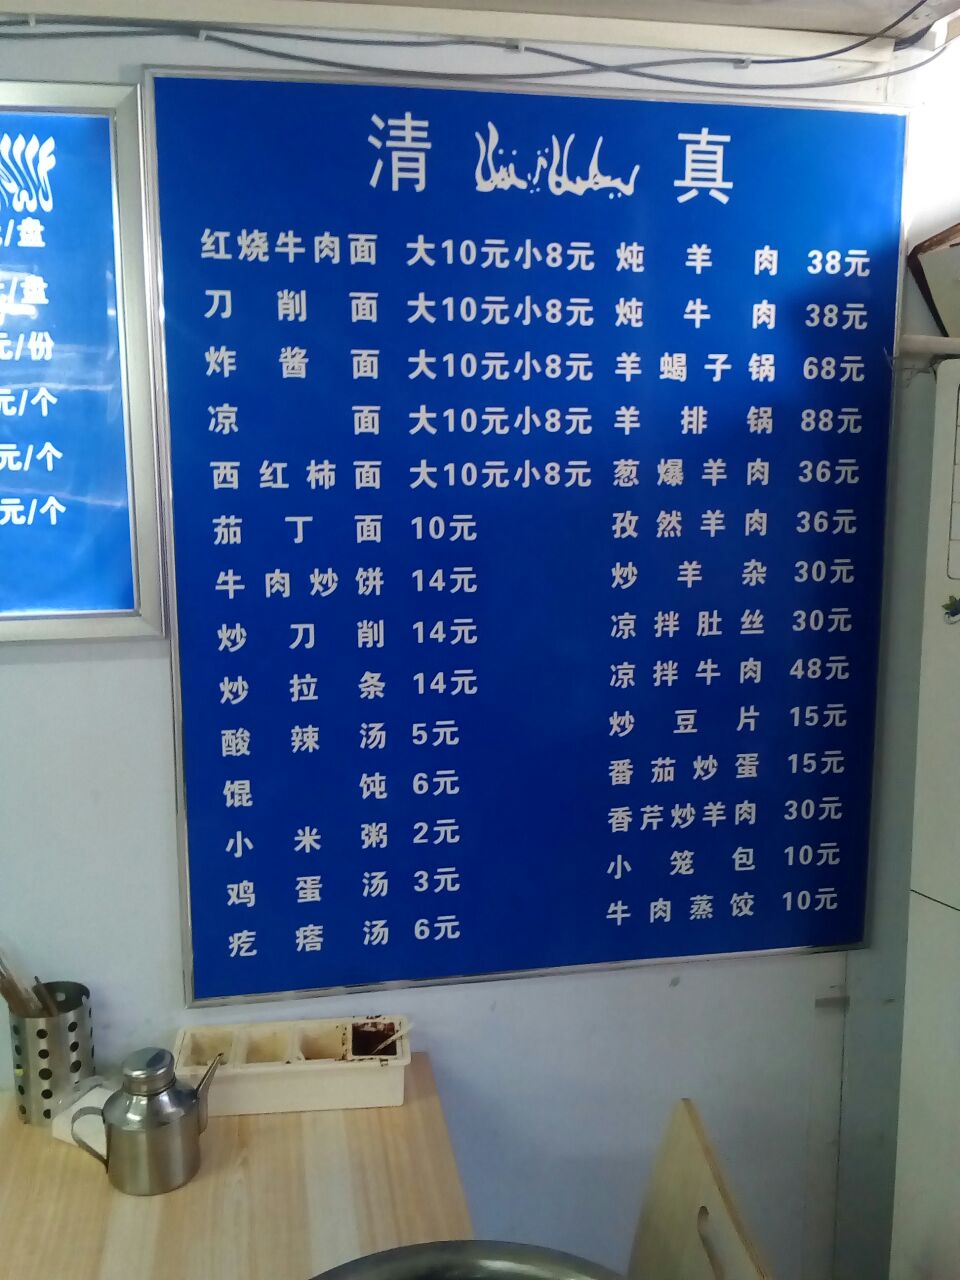 清 真
红烧牛肉面 大10元小8元
刀削面 大10元小8元
炸酱面 大10元小8元
凉面 大10元小8元
西红柿面 大10元小8元
茄丁面 10元
牛肉炒饼 14元
炒刀削 14元
炒拉条 14元
酸辣汤 5元
馄饨 6元
小米粥 2元
鸡蛋汤 3元
疙瘩汤 6元
炖羊肉 38元
炖牛肉 38元
羊蝎子锅 68元
羊排锅 88元
葱爆羊肉 36元
孜然羊肉 36元
炒羊杂 30元
凉拌肚丝 30元
凉拌牛肉 48元
炒豆片 15元
番茄炒蛋 15元
香芹炒羊肉 30元
小笼包 10元
牛肉蒸饺 10元
/盘
/盘
元/份
元/个
元/个
元/个